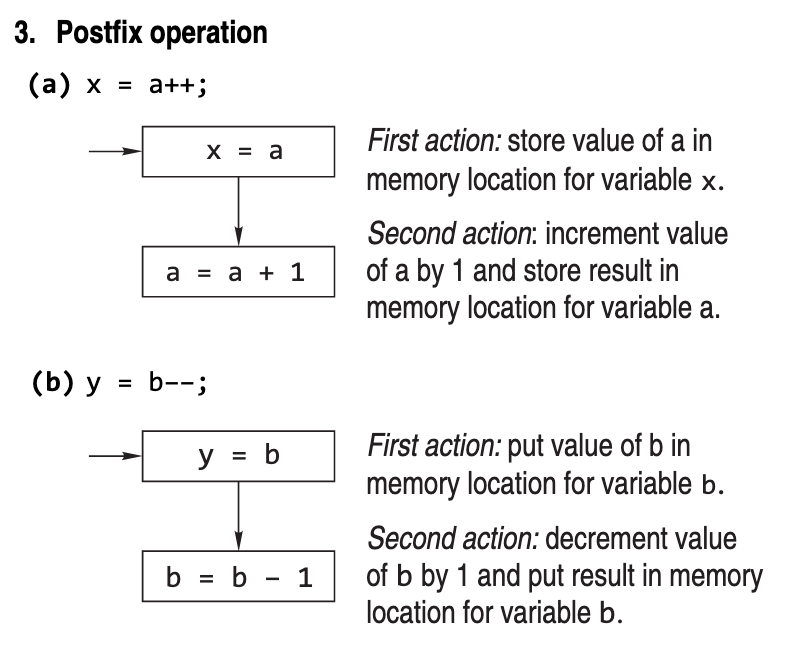 3. Postfix operation
(a) x = a++;
x = a
First action: store value of a in
memory location for variable x.
Second action: increment value
of a by 1 and store result in
memory location for variable a.
a = a + 1
(b) y = b--;
y = b
First action: put value of b in
memory location for variable b.
Second action: decrement value
of b by 1 and put result in memory
location for variable b.
b = b - 1